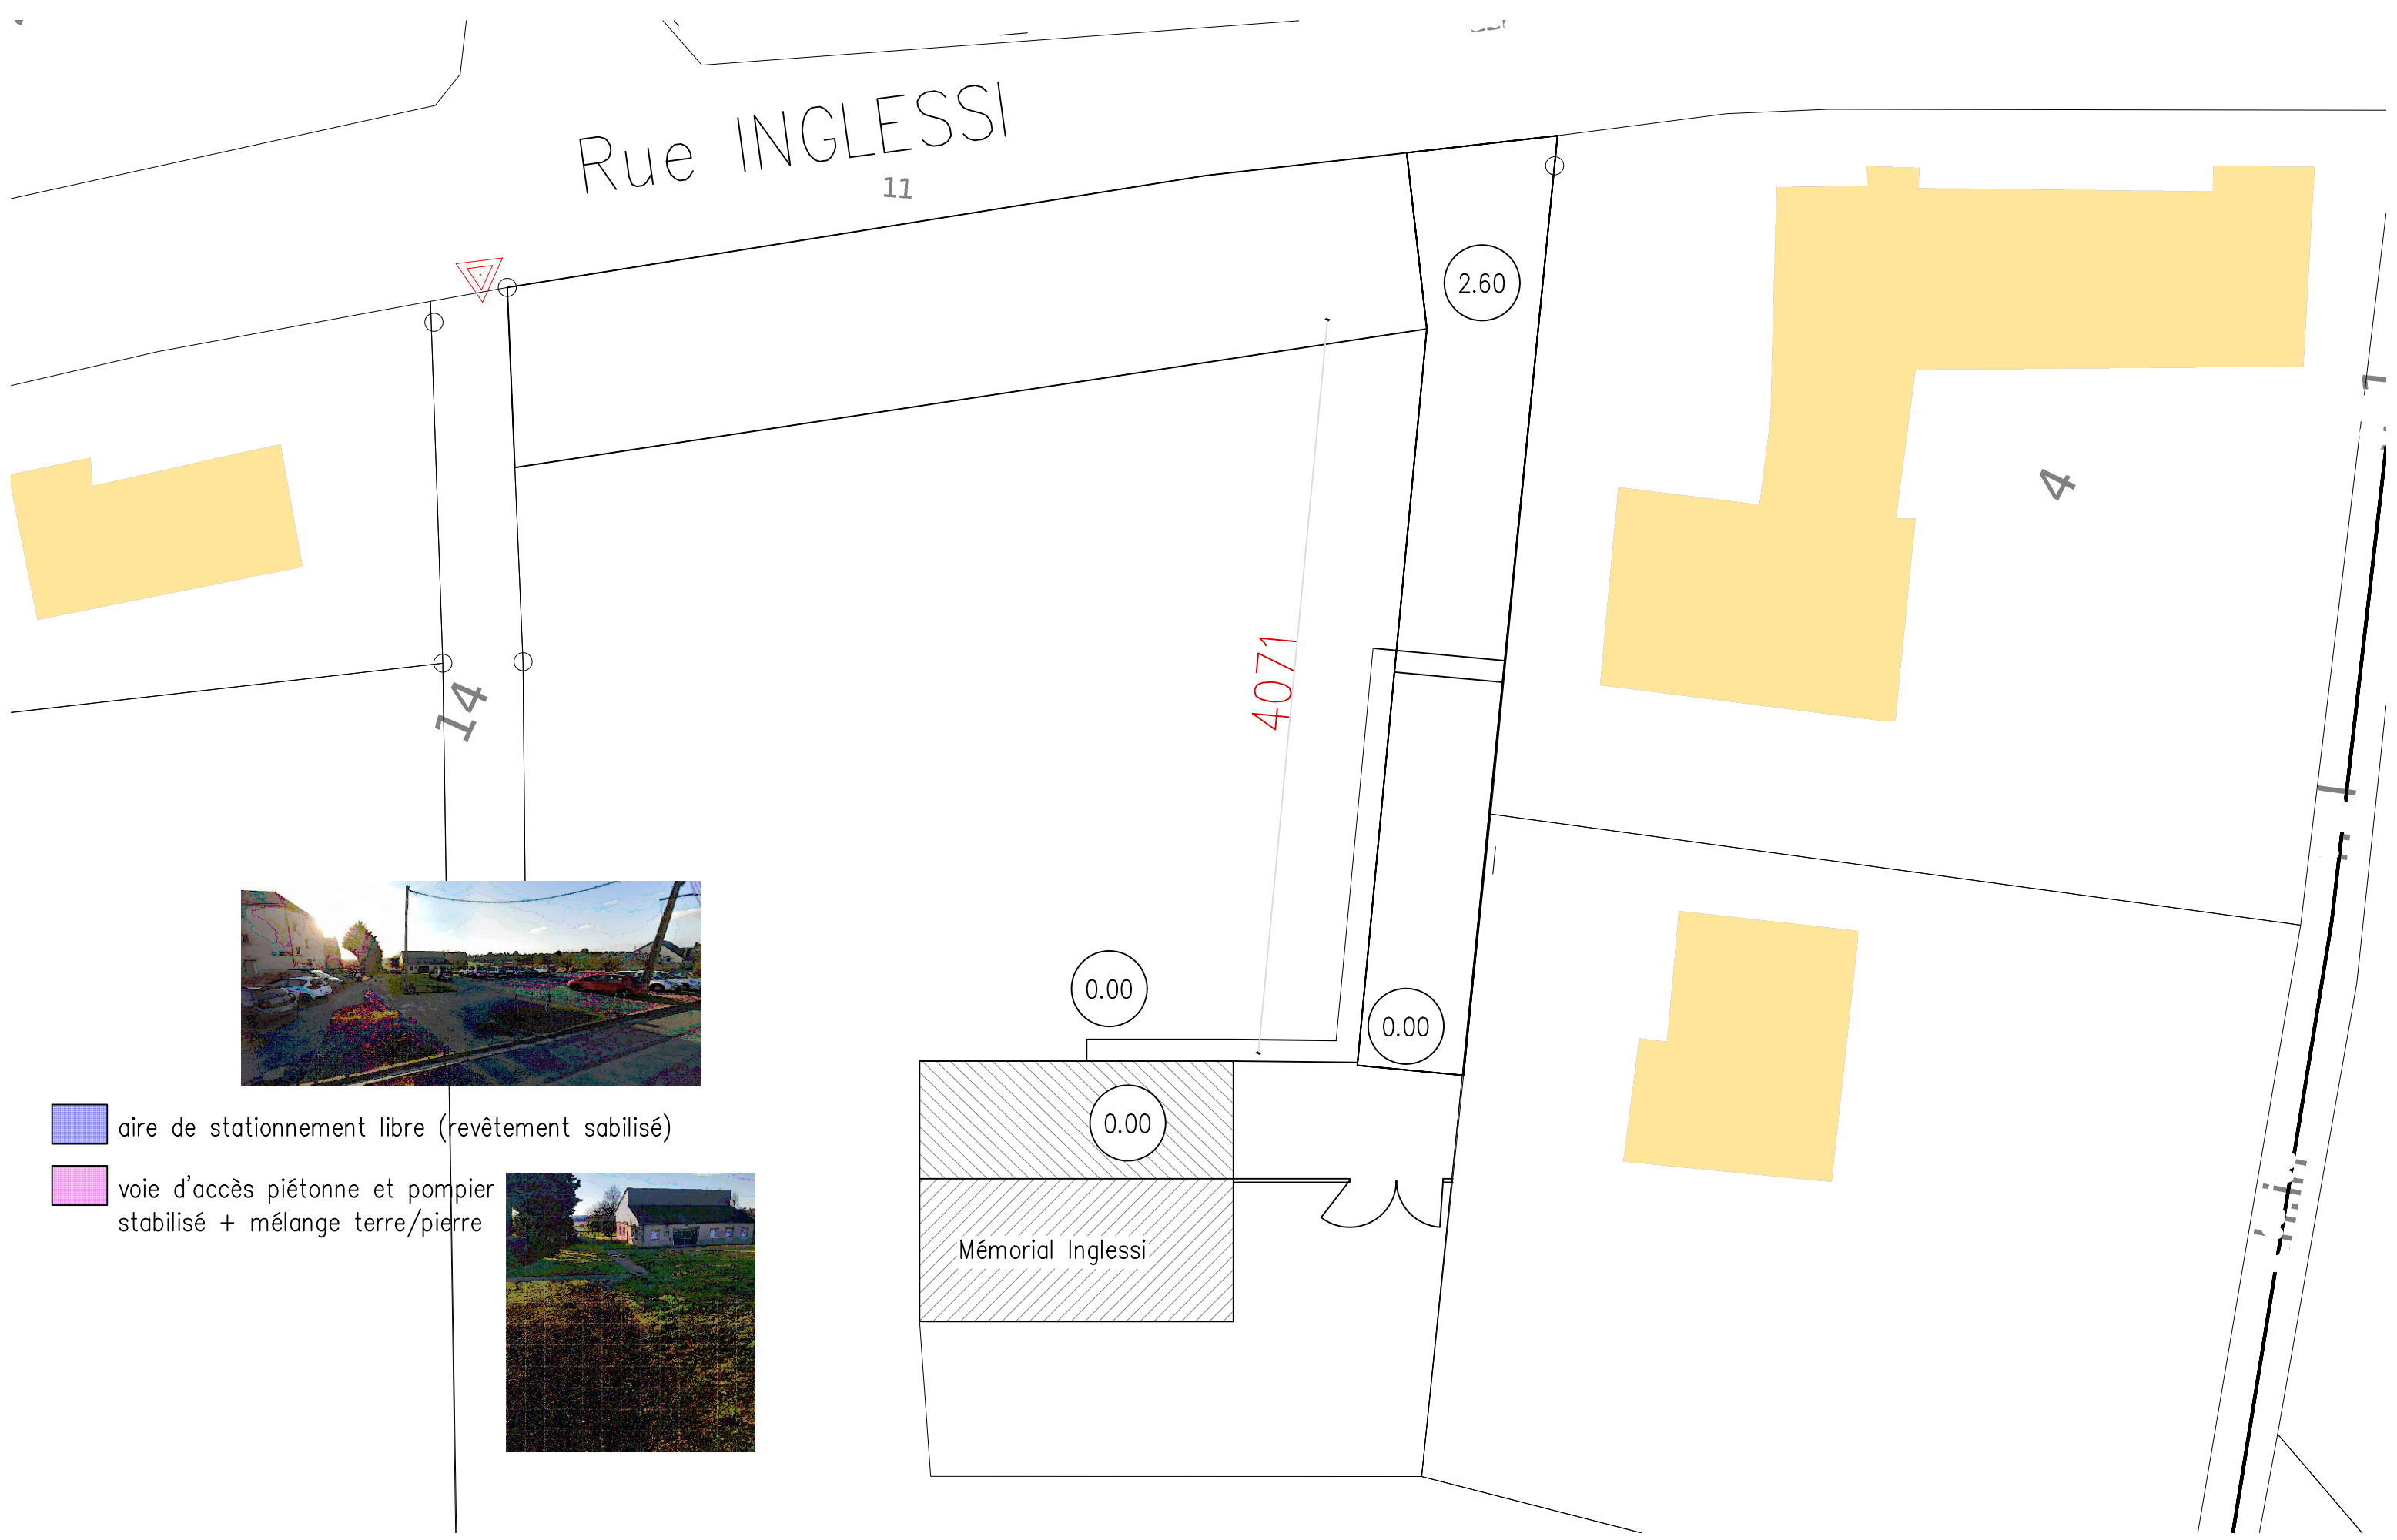 Rue INGLESSI
11
2.60
4
14
4071
0.00
0.00
0.00
aire de stationnement libre (revêtement sabilisé)
voie d'accès piétonne et pompier
stabilisé + mélange terre/pierre
Mémorial Inglessi